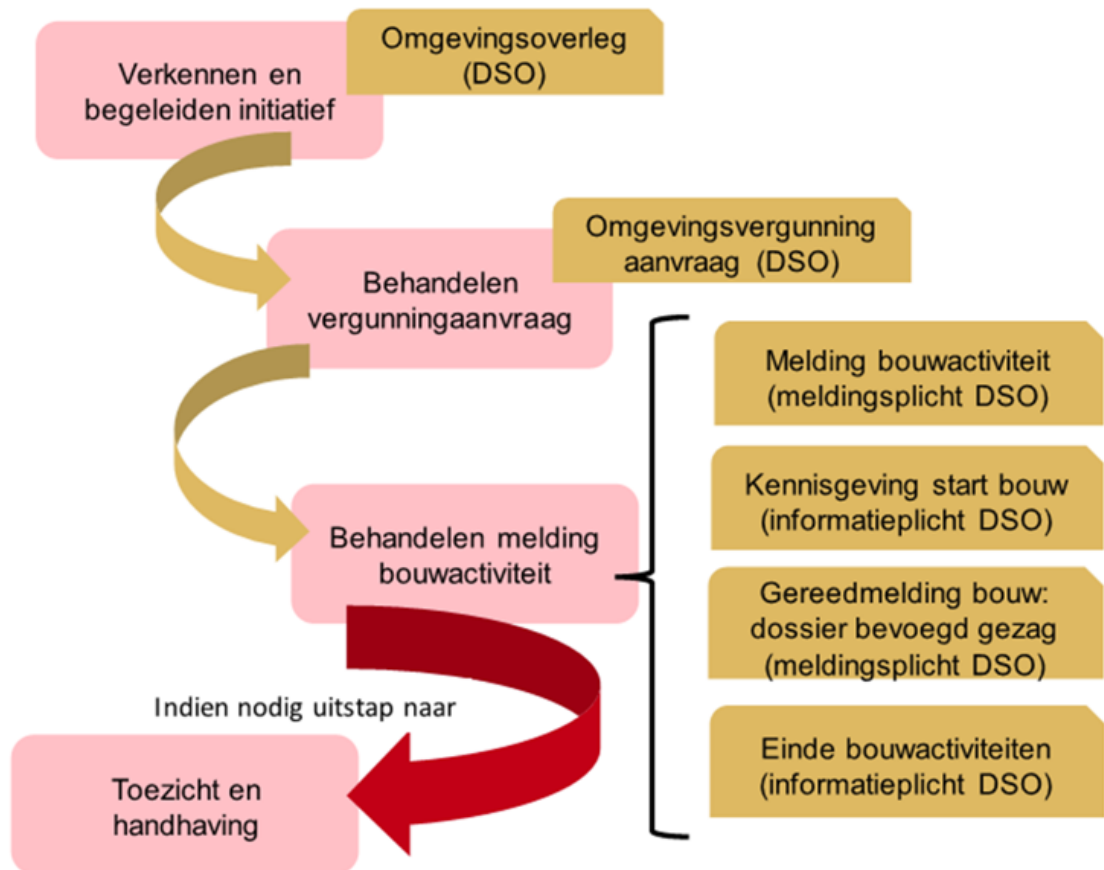 Verkennen en
begeleiden initiatief
Omgevingsoverleg
(DSO)
Behandelen
vergunningaanvraag
Omgevingsvergunning
aanvraag (DSO)
Behandelen melding
bouwactiviteit
Melding bouwactiviteit
(meldingsplicht DSO)
Kennisgeving start bouw
(informatieplicht DSO)
Gereedmelding bouw:
dossier bevoegd gezag
(meldingsplicht DSO)
Einde bouwactiviteiten
(informatieplicht DSO)
Indien nodig uitstap naar
Toezicht en
handhaving